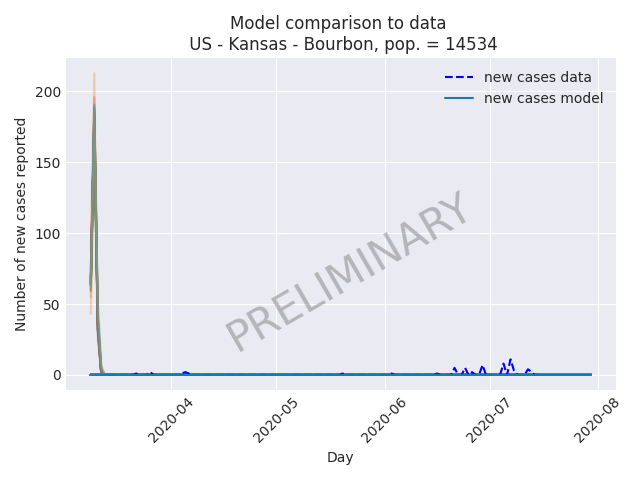 Model comparison to data
US - Kansas - Bourbon, pop. = 14534
new cases data
new cases model
Number of new cases reported
200
150
100
50
0
PRELIMINARY
2020-04
2020-05
2020-06
2020-07
2020-08
Day